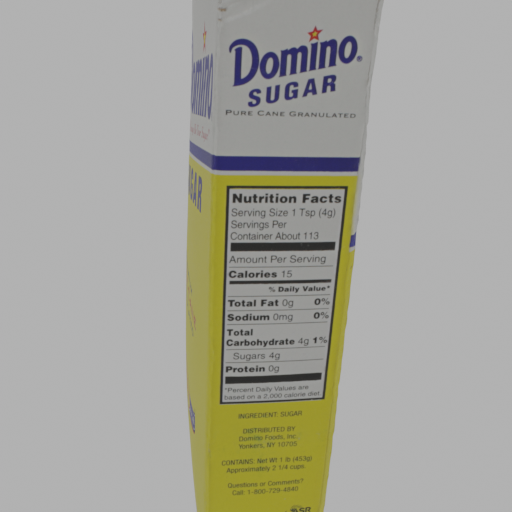 Domino®
SUGAR
PURE CANE GRANULATED
Nutrition Facts
Serving Size 1 Tsp (4g)
Servings Per
Container About 113
Amount Per Serving
Calories 15
% Daily Value*
Total Fat 0g 0%
Sodium 0mg 0%
Total
Carbohydrate 4g 1%
Sugars 4g
Protein 0g
*Percent Daily Values are
based on a 2,000 calorie diet.
INGREDIENT: SUGAR
DISTRIBUTED BY
Domino Foods, Inc.
Yonkers, NY 10705
CONTAINS: Net Wt. 1 lb (453g)
Approximately 2 1/4 cups.
Questions or Comments?
Call: 1-800-729-4840